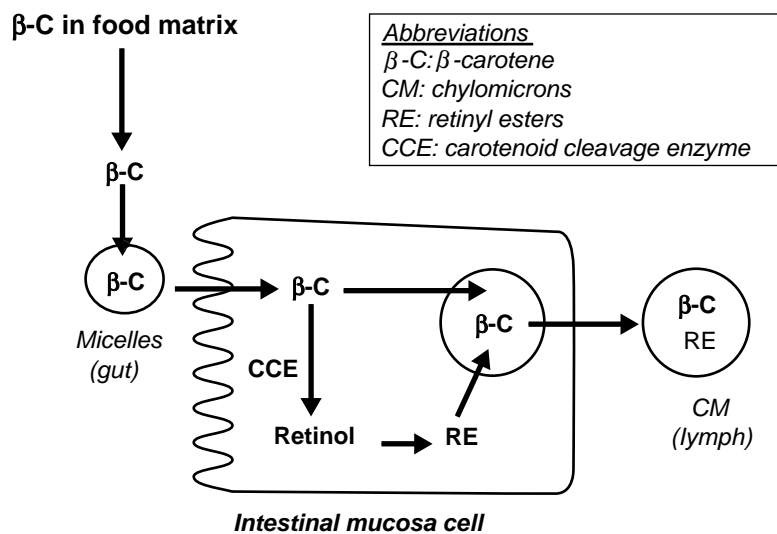 β-C in food matrix
Abbreviations
β-C: β-carotene
CM: chylomicrons
RE: retinyl esters
CCE: carotenoid cleavage enzyme
β-C
β-C
Micelles
(gut)
β-C
CCE
Retinol
RE
β-C
β-C
RE
CM
(lymph)
Intestinal mucosa cell